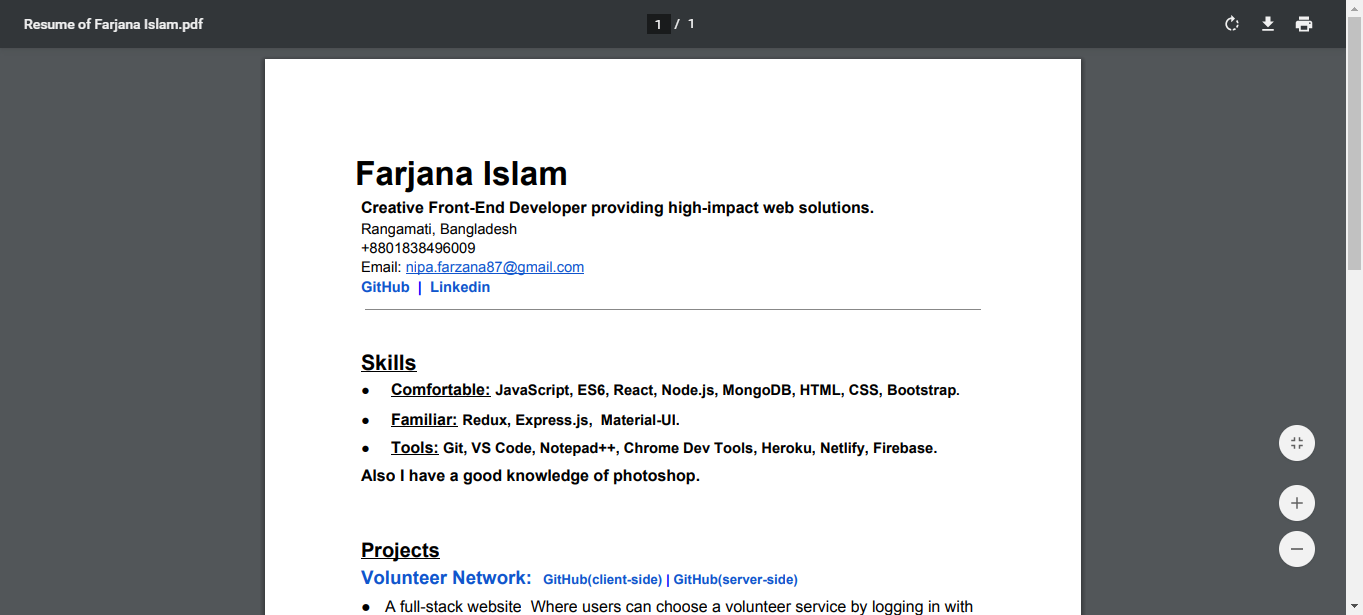 Resume of Farjana Islam.pdf
1 / 1
Farjana Islam
Creative Front-End Developer providing high-impact web solutions.
Rangamati, Bangladesh
+8801838496009
Email: nipa.farzana87@gmail.com
GitHub | Linkedin
Skills
● Comfortable: JavaScript, ES6, React, Node.js, MongoDB, HTML, CSS, Bootstrap.
● Familiar: Redux, Express.js, Material-UI.
● Tools: Git, VS Code, Notepad++, Chrome Dev Tools, Heroku, Netlify, Firebase.
Also I have a good knowledge of photoshop.
Projects
Volunteer Network: GitHub(client-side) | GitHub(server-side)
● A full-stack website Where users can choose a volunteer service by logging in with